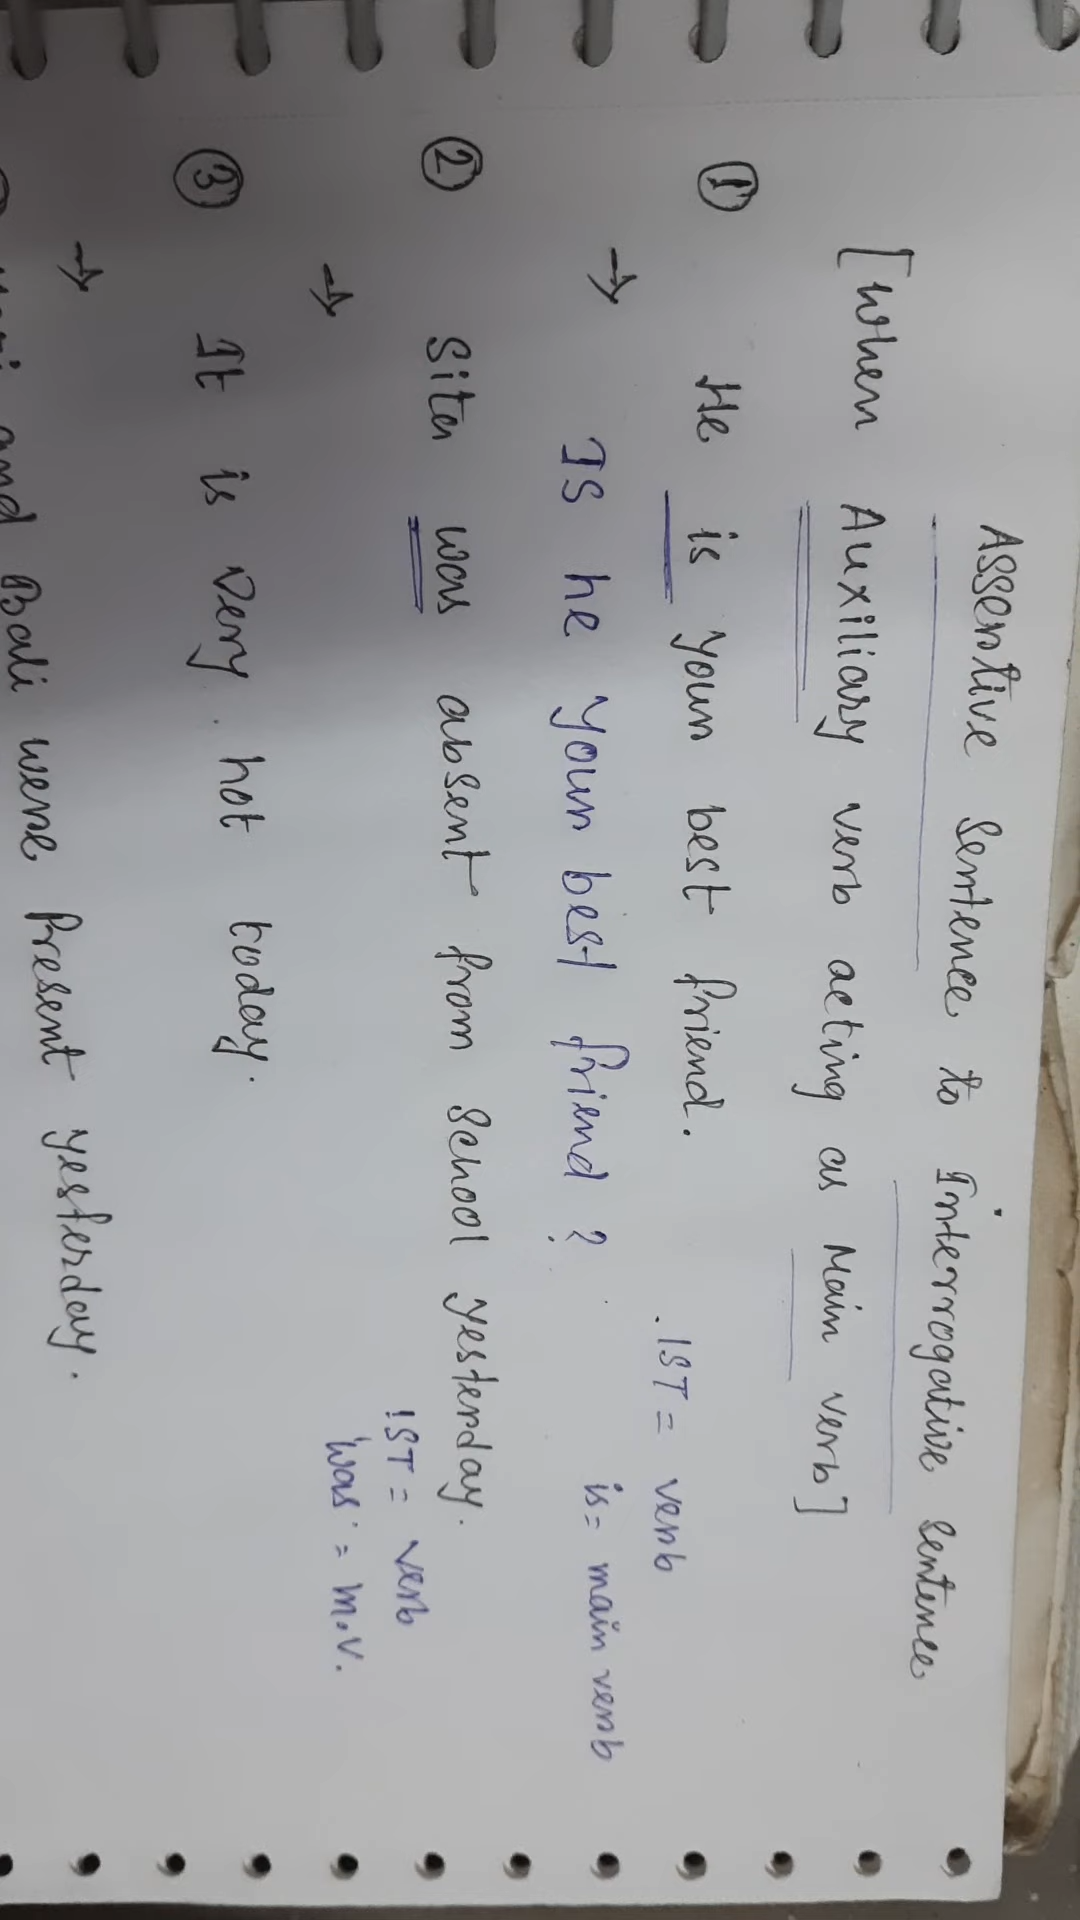 Assertive sentence to Interrogative sentence
[When Auxiliary verb acting as Main verb]
① He is your best friend.
1ST = verb
→ IS he your best friend ?
is = main verb
② Sita was absent from School yesterday.
1ST = verb
→
was = m.v.
③ It is very hot today.
→
and Bali were Present yesterday.